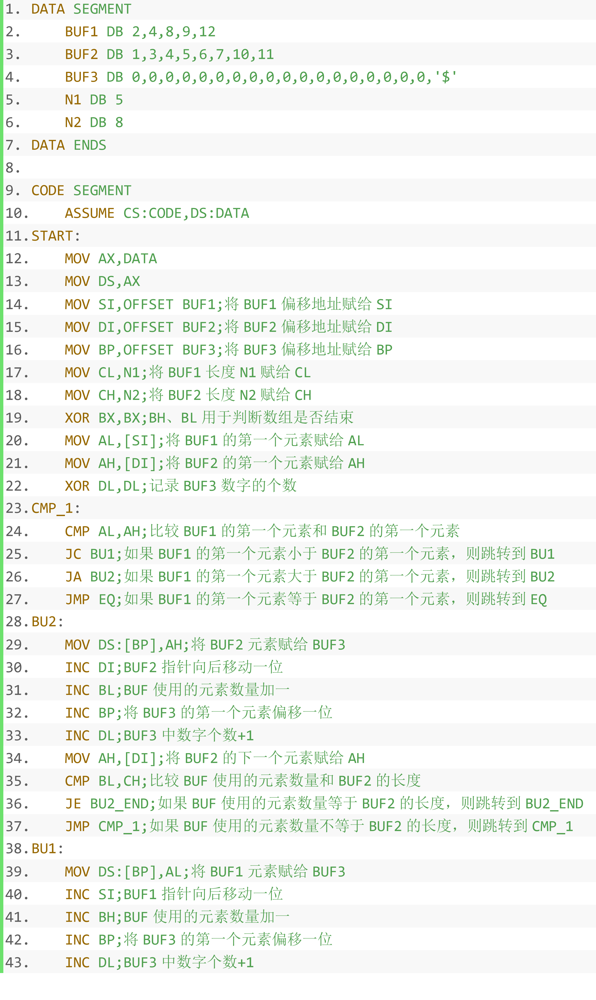 1. DATA SEGMENT
2.     BUF1 DB 2,4,8,9,12
3.     BUF2 DB 1,3,4,5,6,7,10,11
4.     BUF3 DB 0,0,0,0,0,0,0,0,0,0,0,0,0,0,0,0,0,0,'$'
5.     N1 DB 5
6.     N2 DB 8
7. DATA ENDS
8.
9. CODE SEGMENT
10.    ASSUME CS:CODE,DS:DATA
11.START:
12.    MOV AX,DATA
13.    MOV DS,AX
14.    MOV SI,OFFSET BUF1;将 BUF1 偏移地址赋给 SI
15.    MOV DI,OFFSET BUF2;将 BUF2 偏移地址赋给 DI
16.    MOV BP,OFFSET BUF3;将 BUF3 偏移地址赋给 BP
17.    MOV CL,N1;将 BUF1 长度 N1 赋给 CL
18.    MOV CH,N2;将 BUF2 长度 N2 赋给 CH
19.    XOR BX,BX;BH、BL 用于判断数组是否结束
20.    MOV AL,[SI];将 BUF1 的第一个元素赋给 AL
21.    MOV AH,[DI];将 BUF2 的第一个元素赋给 AH
22.    XOR DL,DL;记录 BUF3 数字的个数
23.CMP_1:
24.    CMP AL,AH;比较 BUF1 的第一个元素和 BUF2 的第一个元素
25.    JC BU1;如果 BUF1 的第一个元素小于 BUF2 的第一个元素，则跳转到 BU1
26.    JA BU2;如果 BUF1 的第一个元素大于 BUF2 的第一个元素，则跳转到 BU2
27.    JMP EQ;如果 BUF1 的第一个元素等于 BUF2 的第一个元素，则跳转到 EQ
28.BU2:
29.    MOV DS:[BP],AH;将 BUF2 元素赋给 BUF3
30.    INC DI;BUF2 指针向后移动一位
31.    INC BL;BUF 使用的元素数量加一
32.    INC BP;将 BUF3 的第一个元素偏移一位
33.    INC DL;BUF3 中数字个数+1
34.    MOV AH,[DI];将 BUF2 的下一个元素赋给 AH
35.    CMP BL,CH;比较 BUF 使用的元素数量和 BUF2 的长度
36.    JE BU2_END;如果 BUF 使用的元素数量等于 BUF2 的长度，则跳转到 BU2_END
37.    JMP CMP_1;如果 BUF 使用的元素数量不等于 BUF2 的长度，则跳转到 CMP_1
38.BU1:
39.    MOV DS:[BP],AL;将 BUF1 元素赋给 BUF3
40.    INC SI;BUF1 指针向后移动一位
41.    INC BH;BUF 使用的元素数量加一
42.    INC BP;将 BUF3 的第一个元素偏移一位
43.    INC DL;BUF3 中数字个数+1